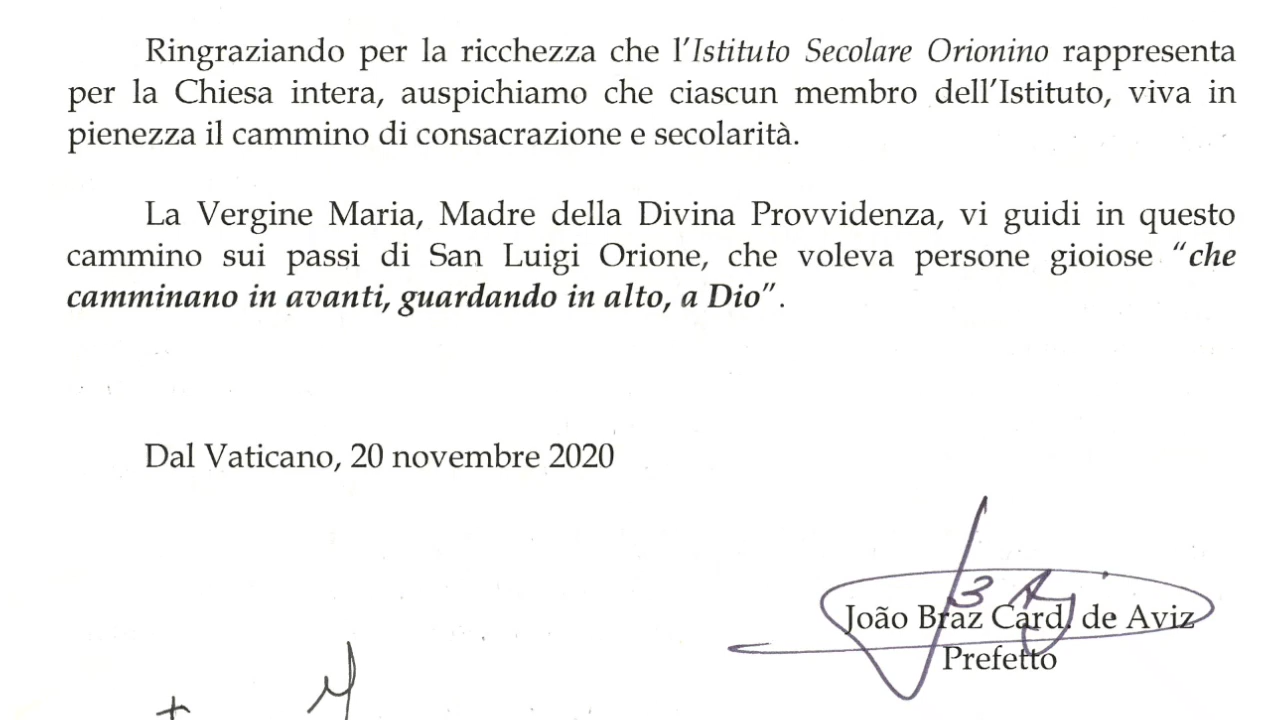 Ringraziando per la ricchezza che l'Istituto Secolare Orionino rappresenta
per la Chiesa intera, auspichiamo che ciascun membro dell'Istituto, viva in
pienezza il cammino di consacrazione e secolarità.
La Vergine Maria, Madre della Divina Provvidenza, vi guidi in questo
cammino sui passi di San Luigi Orione, che voleva persone gioiose “che
camminano in avanti, guardando in alto, a Dio”.
Dal Vaticano, 20 novembre 2020
João Braz Card. de Aviz
Prefetto